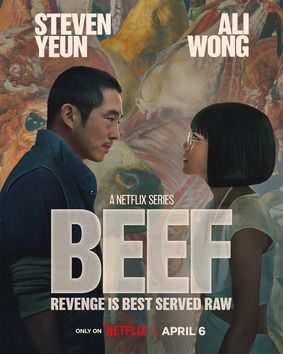 STEVEN
YEUN
ALI
WONG
A NETFLIX SERIES
BEEF
REVENGE IS BEST SERVED RAW
ONLY ON NETFLIX | APRIL 6